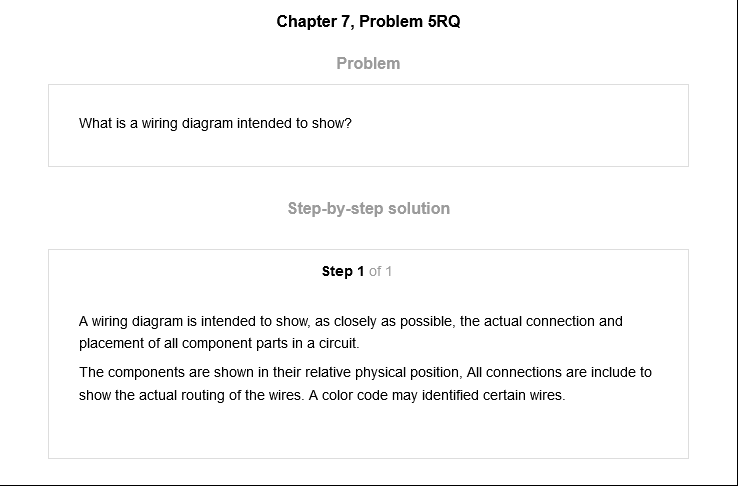 Chapter 7, Problem 5RQ
Problem
What is a wiring diagram intended to show?
Step-by-step solution
Step 1 of 1
A wiring diagram is intended to show, as closely as possible, the actual connection and
placement of all component parts in a circuit.
The components are shown in their relative physical position, All connections are include to
show the actual routing of the wires. A color code may identified certain wires.